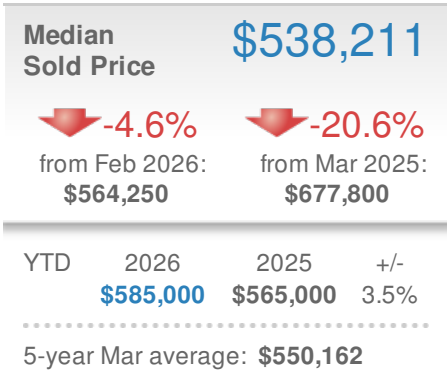 Median
Sold Price
$538,211
-4.6%
-20.6%
from Feb 2026:
from Mar 2025:
$564,250
$677,800
YTD 2026 2025 +/-
$585,000 $565,000 3.5%
5-year Mar average: $550,162